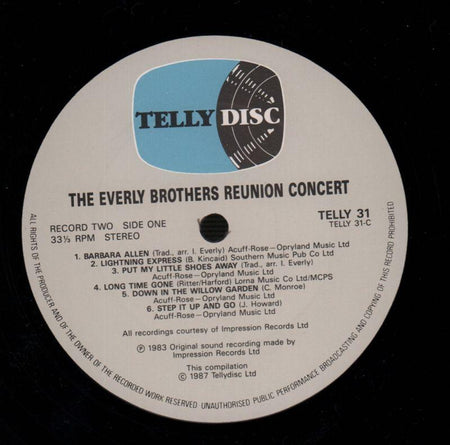 TELLY DISC
THE EVERLY BROTHERS REUNION CONCERT
RECORD TWO SIDE ONE
33⅓ RPM STEREO
TELLY 31
TELLY 31-C
1. BARBARA ALLEN (Trad., arr. I. Everly) Acuff-Rose–Opryland Music Ltd
2. LIGHTNING EXPRESS (B. Kincaid) Southern Music Pub Co Ltd
3. PUT MY LITTLE SHOES AWAY (Trad., arr. I. Everly)
Acuff-Rose–Opryland Music Ltd
4. LONG TIME GONE (Ritter/Harford) Lorna Music Co Ltd/MCPS
5. DOWN IN THE WILLOW GARDEN (C. Monroe)
Acuff-Rose–Opryland Music Ltd
6. STEP IT UP AND GO (J. Howard)
Acuff-Rose–Opryland Music Ltd
All recordings courtesy of Impression Records Ltd
℗ 1983 Original sound recording made by
Impression Records Ltd
This compilation
© 1987 Tellydisc Ltd
ALL RIGHTS OF THE PRODUCER AND OF THE OWNER OF THE RECORDED WORK RESERVED · UNAUTHORISED PUBLIC PERFORMANCE BROADCASTING AND COPYING OF THIS RECORD PROHIBITED